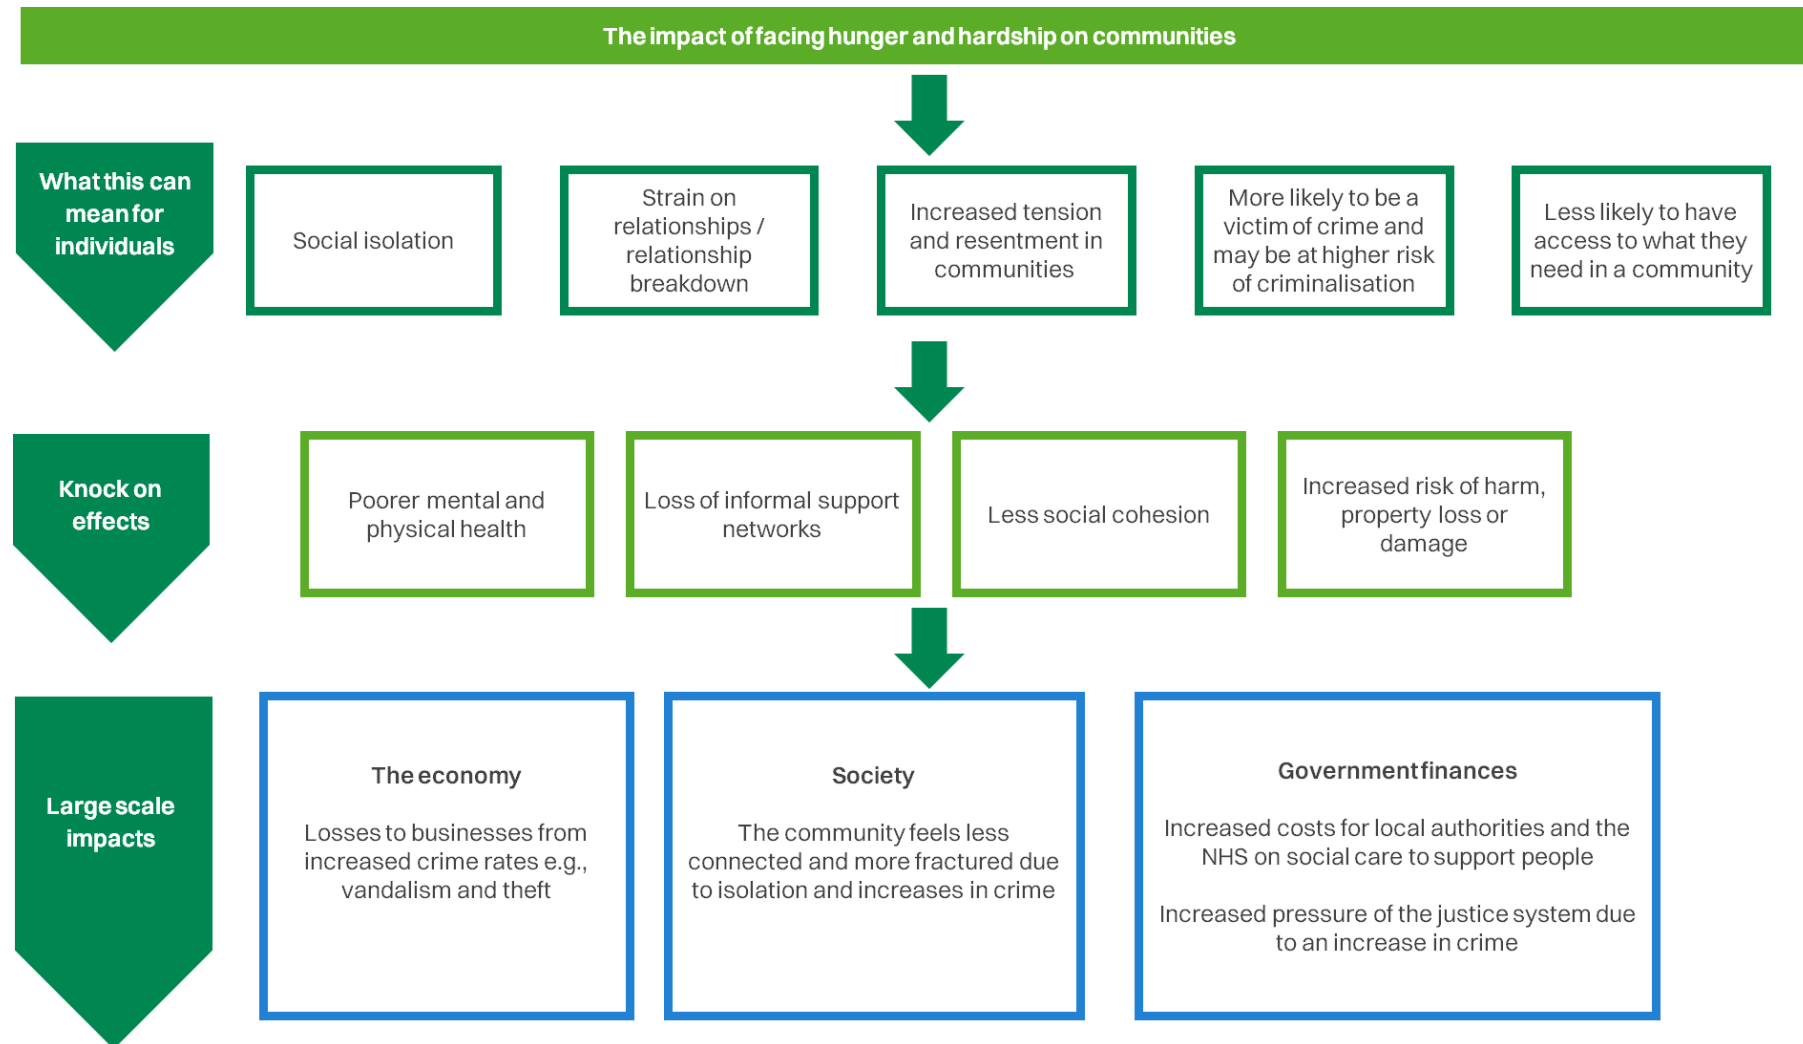 The impact of facing hunger and hardship on communities
What this can
mean for
individuals
Social isolation
Strain on
relationships /
relationship
breakdown
Increased tension
and resentment in
communities
More likely to be a
victim of crime and
may be at higher risk
of criminalisation
Less likely to have
access to what they
need in a community
Knock on
effects
Poorer mental and
physical health
Loss of informal support
networks
Less social cohesion
Increased risk of harm,
property loss or
damage
Large scale
impacts
The economy
Losses to businesses from
increased crime rates e.g.,
vandalism and theft
Society
The community feels less
connected and more fractured due
to isolation and increases in crime
Government finances
Increased costs for local authorities and the
NHS on social care to support people
Increased pressure of the justice system due
to an increase in crime